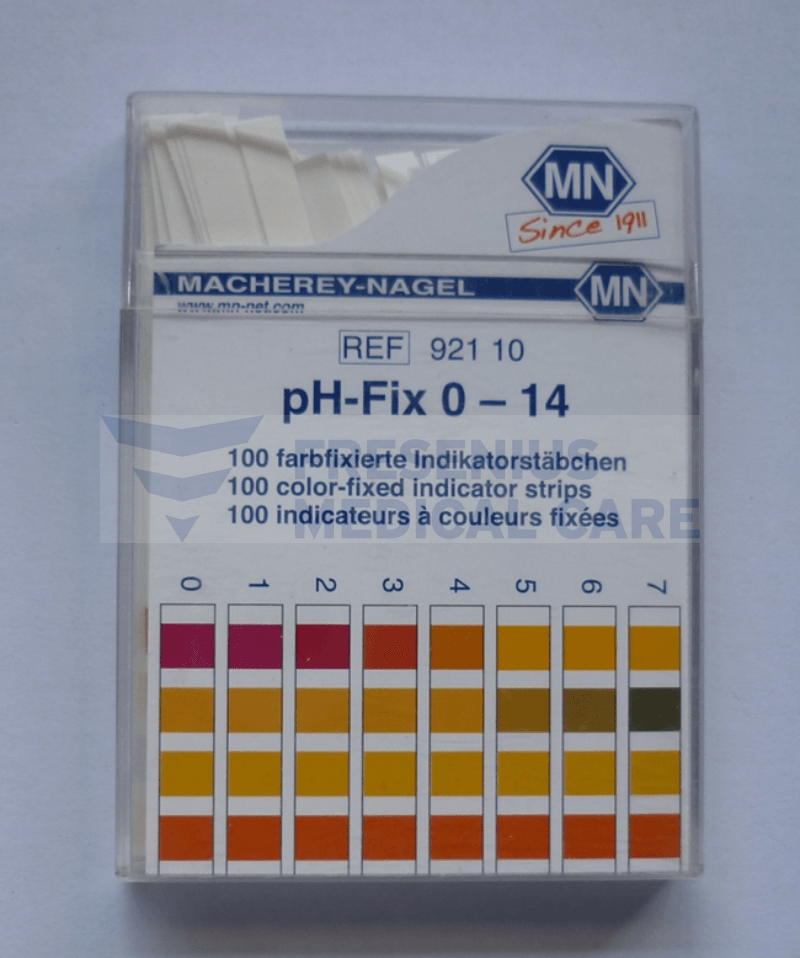 MN
Since 1911
MACHEREY-NAGEL MN
www.mn-net.com
REF 921 10
pH-Fix 0 – 14
100 farbfixierte Indikatorstäbchen
100 color-fixed indicator strips
100 indicateurs à couleurs fixées
FRESENIUS
MEDICAL CARE
0 1 2 3 4 5 6 7